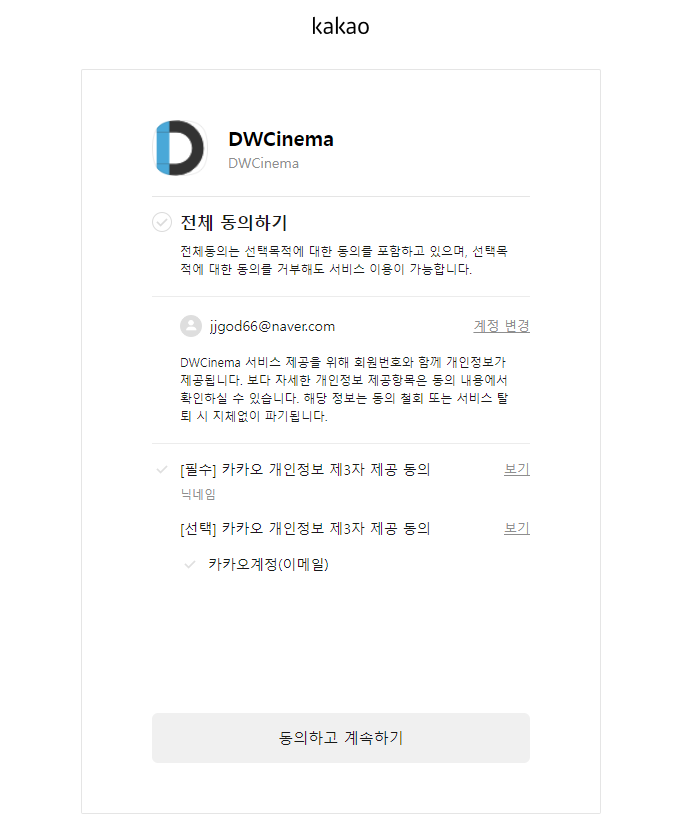 kakao
DWCinema
DWCinema
전체 동의하기
전체동의는 선택목적에 대한 동의를 포함하고 있으며, 선택목
적에 대한 동의를 거부해도 서비스 이용이 가능합니다.
jjgod66@naver.com 계정 변경
DWCinema 서비스 제공을 위해 회원번호와 함께 개인정보가
제공됩니다. 보다 자세한 개인정보 제공항목은 동의 내용에서
확인하실 수 있습니다. 해당 정보는 동의 철회 또는 서비스 탈
퇴 시 지체없이 파기됩니다.
[필수] 카카오 개인정보 제3자 제공 동의 보기
닉네임
[선택] 카카오 개인정보 제3자 제공 동의 보기
카카오계정(이메일)
동의하고 계속하기